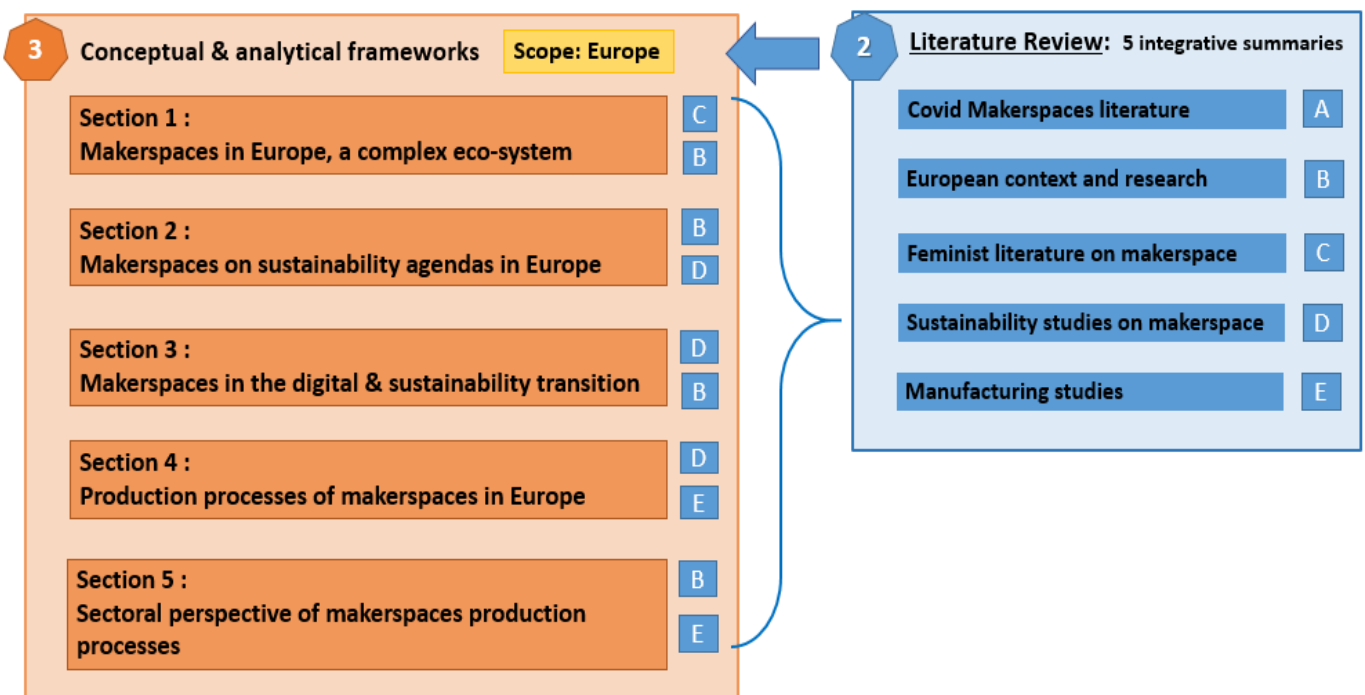 3
Conceptual & analytical frameworks
Scope: Europe
Section 1 :
Makerspaces in Europe, a complex eco-system
C
B
Section 2 :
Makerspaces on sustainability agendas in Europe
B
D
Section 3 :
Makerspaces in the digital & sustainability transition
D
B
Section 4 :
Production processes of makerspaces in Europe
D
E
Section 5 :
Sectoral perspective of makerspaces production
processes
B
E
2
Literature Review: 5 integrative summaries
Covid Makerspaces literature
A
European context and research
B
Feminist literature on makerspace
C
Sustainability studies on makerspace
D
Manufacturing studies
E